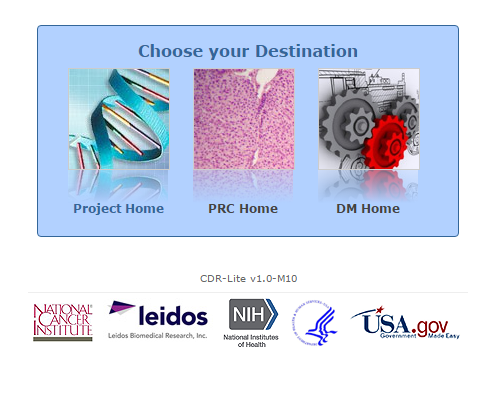 Choose your Destination
Project Home PRC Home DM Home
CDR-Lite v1.0-M10
NATIONAL
CANCER
INSTITUTE
leidos
Leidos Biomedical Research, Inc.
NIH
National Institutes
of Health
USA.gov
Government Made Easy